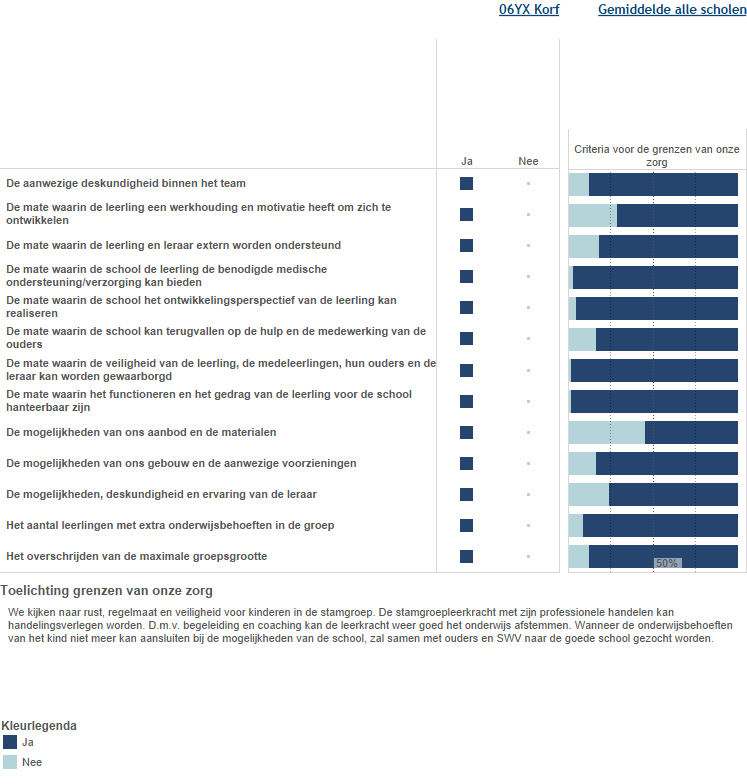 06YX Korf Gemiddelde alle scholen
Criteria voor de grenzen van onze
zorg
Ja Nee
De aanwezige deskundigheid binnen het team
De mate waarin de leerling een werkhouding en motivatie heeft om zich te
ontwikkelen
De mate waarin de leerling en leraar extern worden ondersteund
De mate waarin de school de leerling de benodigde medische
ondersteuning/verzorging kan bieden
De mate waarin de school het ontwikkelingsperspectief van de leerling kan
realiseren
De mate waarin de school kan terugvallen op de hulp en de medewerking van de
ouders
De mate waarin de veiligheid van de leerling, de medeleerlingen, hun ouders en de
leraar kan worden gewaarborgd
De mate waarin het functioneren en het gedrag van de leerling voor de school
hanteerbaar zijn
De mogelijkheden van ons aanbod en de materialen
De mogelijkheden van ons gebouw en de aanwezige voorzieningen
De mogelijkheden, deskundigheid en ervaring van de leraar
Het aantal leerlingen met extra onderwijsbehoeften in de groep
Het overschrijden van de maximale groepsgrootte
50%
Toelichting grenzen van onze zorg
We kijken naar rust, regelmaat en veiligheid voor kinderen in de stamgroep. De stamgroepleerkracht met zijn professionele handelen kan
handelingsverlegen worden. D.m.v. begeleiding en coaching kan de leerkracht weer goed het onderwijs afstemmen. Wanneer de onderwijsbehoeften
van het kind niet meer kan aansluiten bij de mogelijkheden van de school, zal samen met ouders en SWV naar de goede school gezocht worden.
Kleurlegenda
Ja
Nee